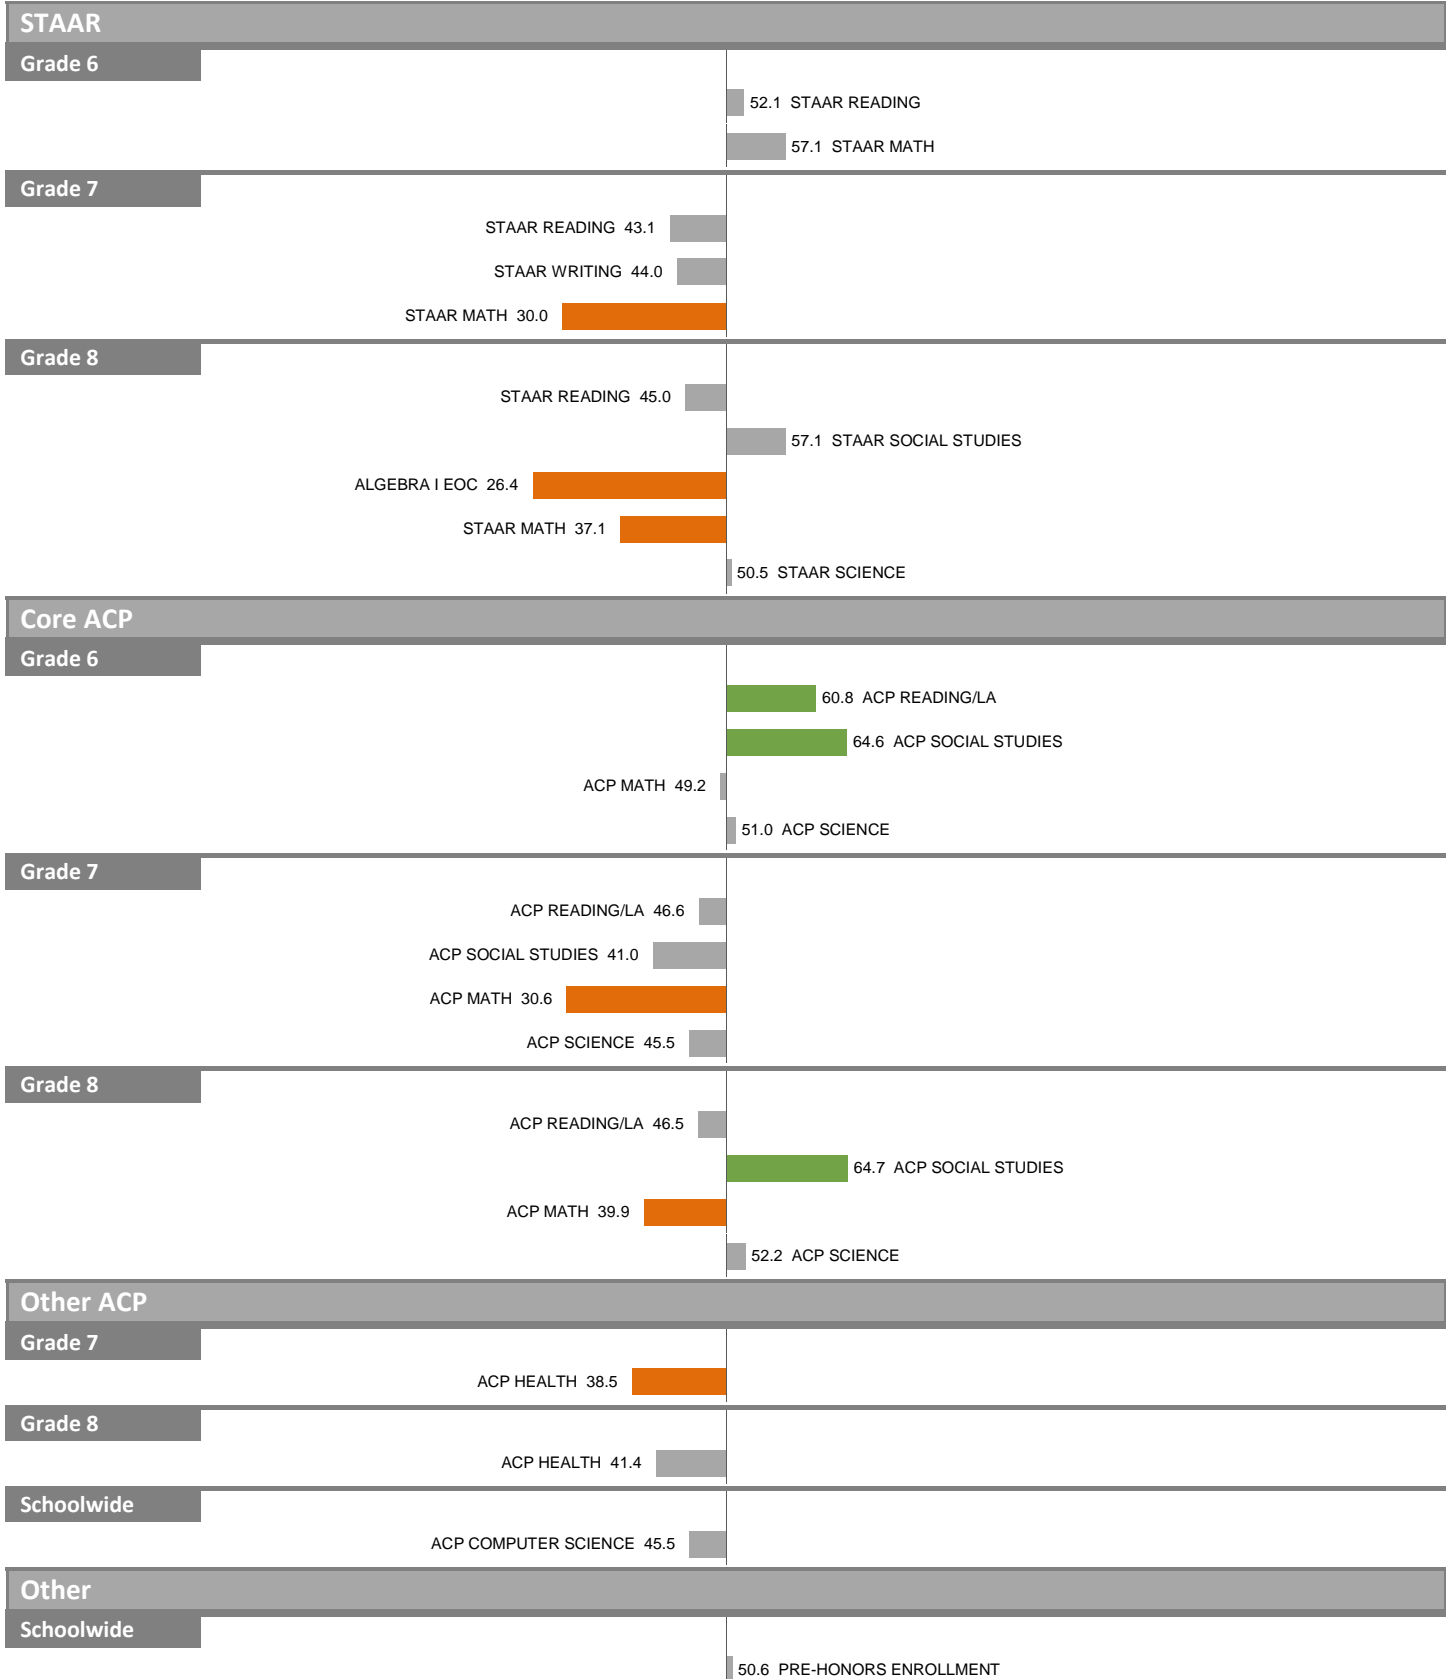 STAAR
Grade 6
52.1 STAAR READING
57.1 STAAR MATH
Grade 7
STAAR READING 43.1
STAAR WRITING 44.0
STAAR MATH 30.0
Grade 8
STAAR READING 45.0
57.1 STAAR SOCIAL STUDIES
ALGEBRA I EOC 26.4
STAAR MATH 37.1
50.5 STAAR SCIENCE
Core ACP
Grade 6
60.8 ACP READING/LA
64.6 ACP SOCIAL STUDIES
ACP MATH 49.2
51.0 ACP SCIENCE
Grade 7
ACP READING/LA 46.6
ACP SOCIAL STUDIES 41.0
ACP MATH 30.6
ACP SCIENCE 45.5
Grade 8
ACP READING/LA 46.5
64.7 ACP SOCIAL STUDIES
ACP MATH 39.9
52.2 ACP SCIENCE
Other ACP
Grade 7
ACP HEALTH 38.5
Grade 8
ACP HEALTH 41.4
Schoolwide
ACP COMPUTER SCIENCE 45.5
Other
Schoolwide
50.6 PRE-HONORS ENROLLMENT